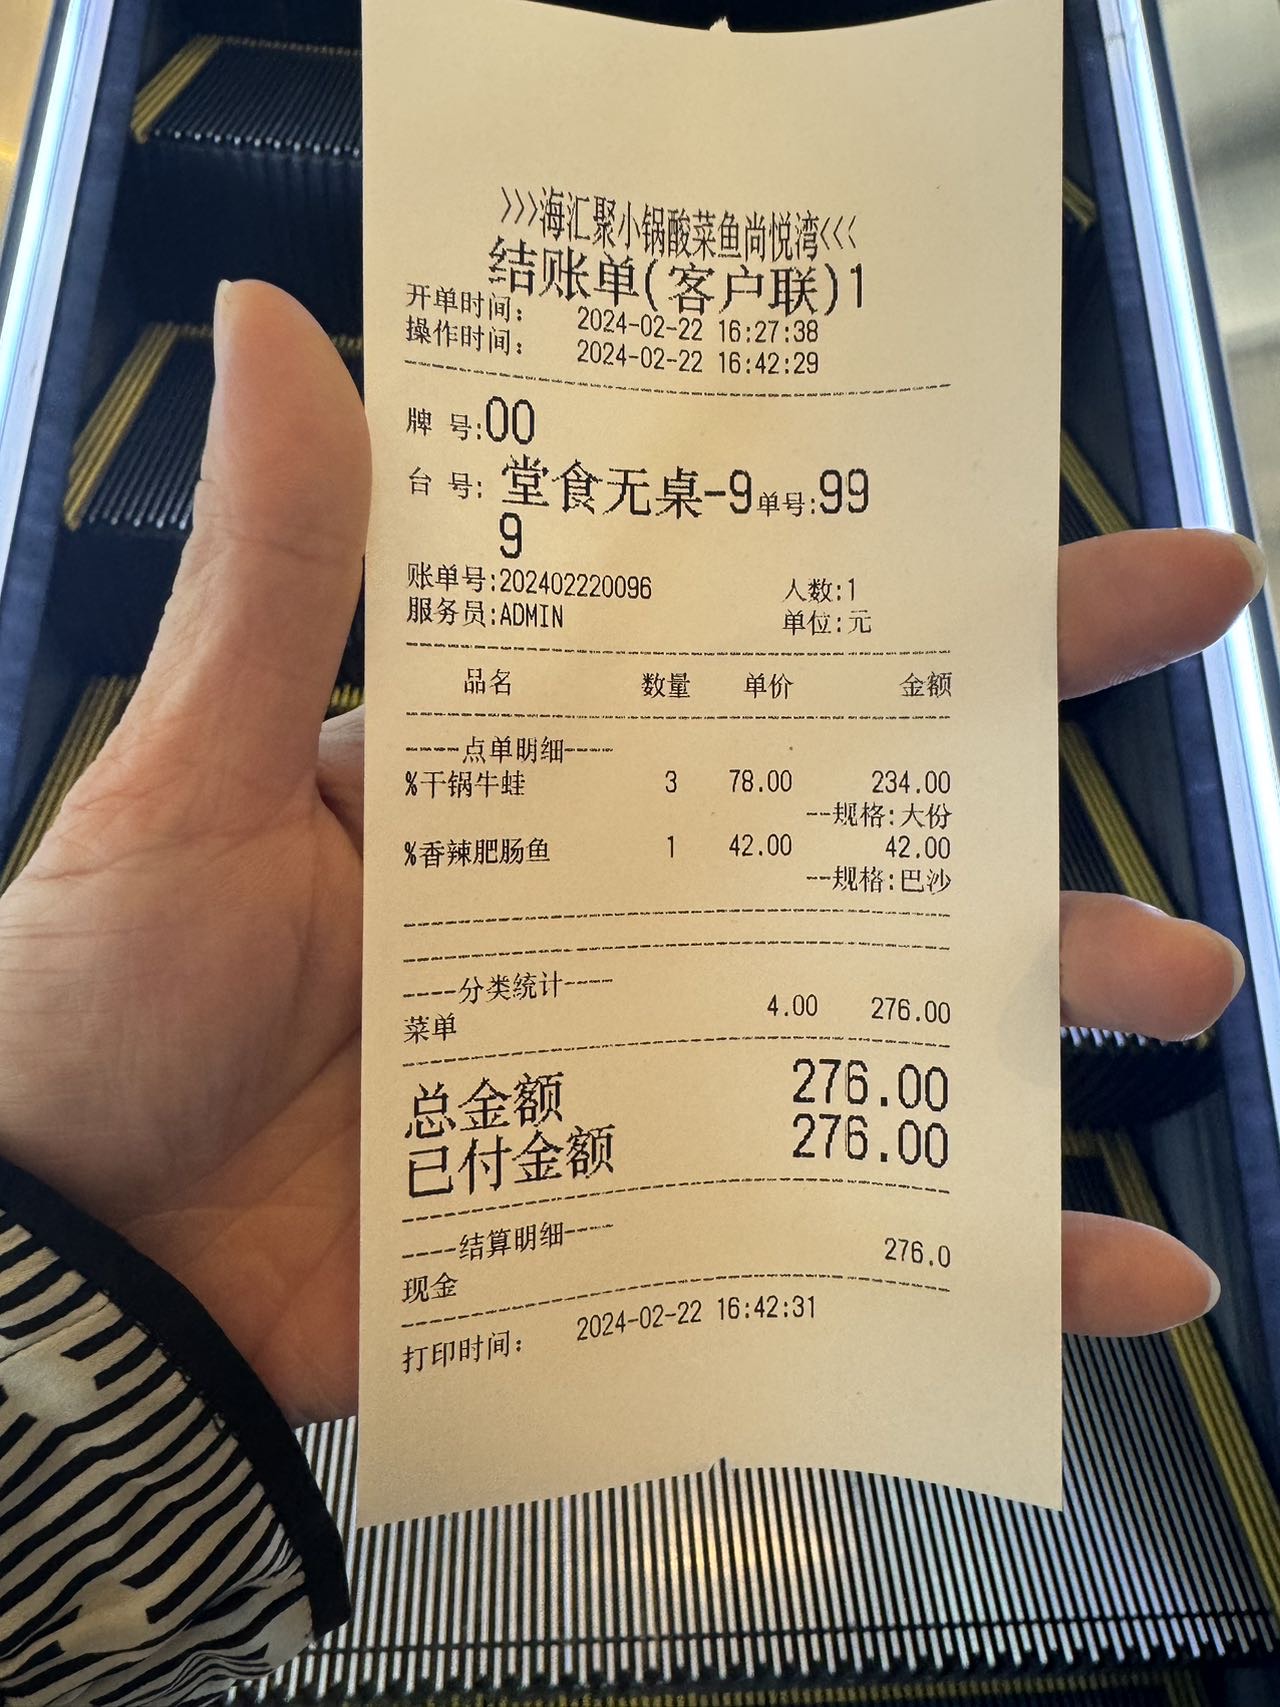 >>>海汇聚小锅酸菜鱼尚悦湾<<<
结账单(客户联)1
开单时间： 2024-02-22 16:27:38
操作时间： 2024-02-22 16:42:29
牌 号:00
台 号: 堂食无桌-9 单号:99
9
账单号:202402220096 人数:1
服务员:ADMIN 单位:元
品名 数量 单价 金额
----点单明细----
%干锅牛蛙 3 78.00 234.00
--规格:大份
%香辣肥肠鱼 1 42.00 42.00
--规格:巴沙
----分类统计----
菜单 4.00 276.00
总金额 276.00
已付金额 276.00
----结算明细----
现金 276.0
打印时间： 2024-02-22 16:42:31